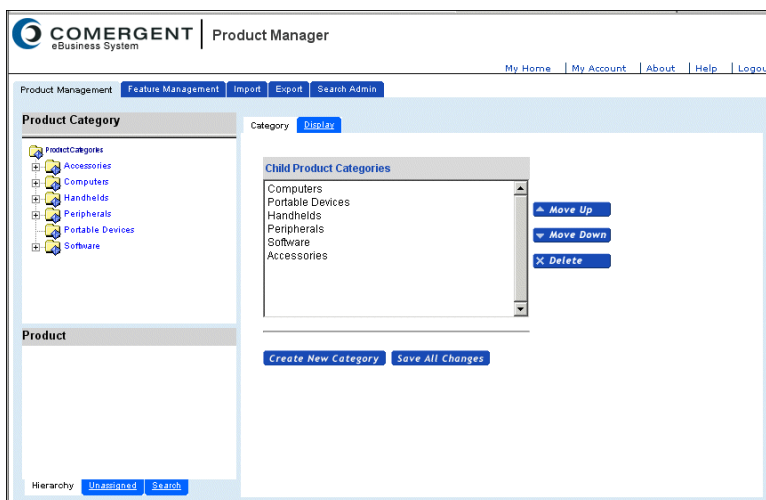 COMERGENT
eBusiness System
Product Manager
My Home | My Account | About | Help | Logou
Product Management
Feature Management
Import
Export
Search Admin
Product Category
ProductCategories
Accessories
Computers
Handhelds
Peripherals
Portable Devices
Software
Product
Hierarchy
Unassigned
Search
Category
Display
Child Product Categories
Computers
Portable Devices
Handhelds
Peripherals
Software
Accessories
Move Up
Move Down
Delete
Create New Category
Save All Changes